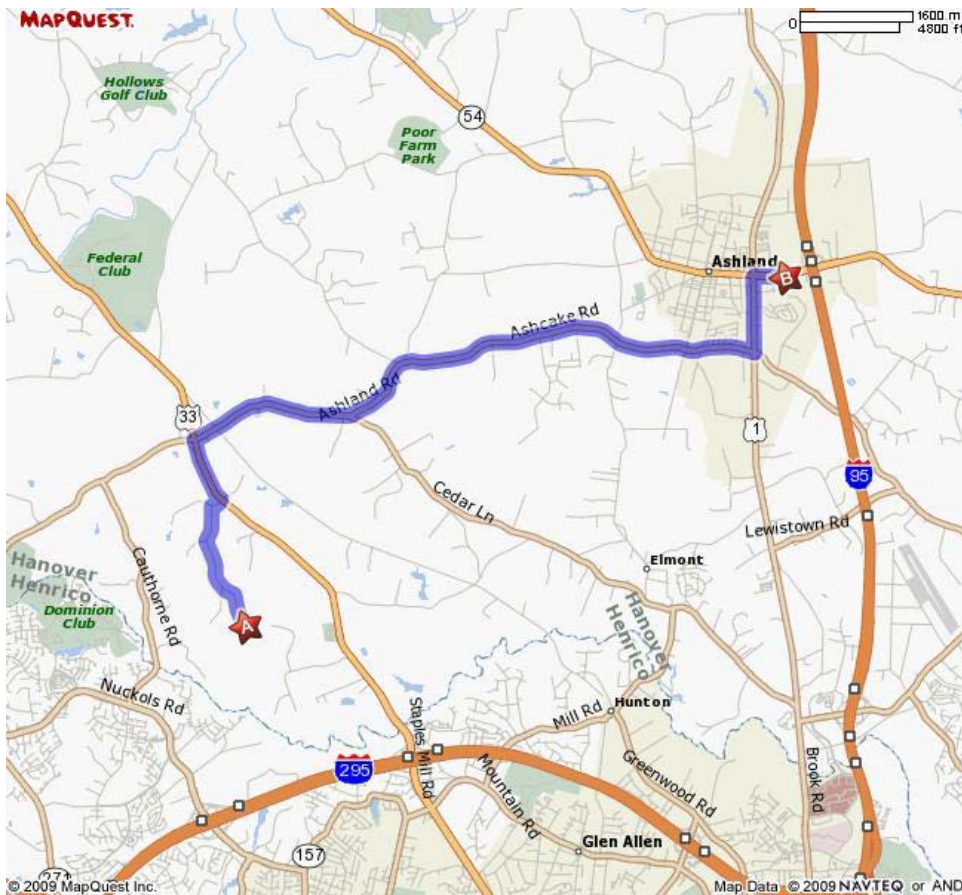 MAPQUEST.
0
1600 m
4800 ft
Hollows
Golf Club
54
Poor
Farm
Park
Federal
Club
Ashland
B
Ashcake Rd
Ashland Rd
33
1
95
Cedar Ln
Lewistown Rd
Elmont
Hanover
Henrico
Cauthorne Rd
Dominion
Club
A
Hanover
Henrico
Nuckols Rd
Hunton
Mill Rd
Staples Mill Rd
295
Mountain Rd
Greenwood Rd
Brook Rd
Glen Allen
157
271
© 2009 MapQuest Inc.
Map Data © 2009 NAVTEQ or AND